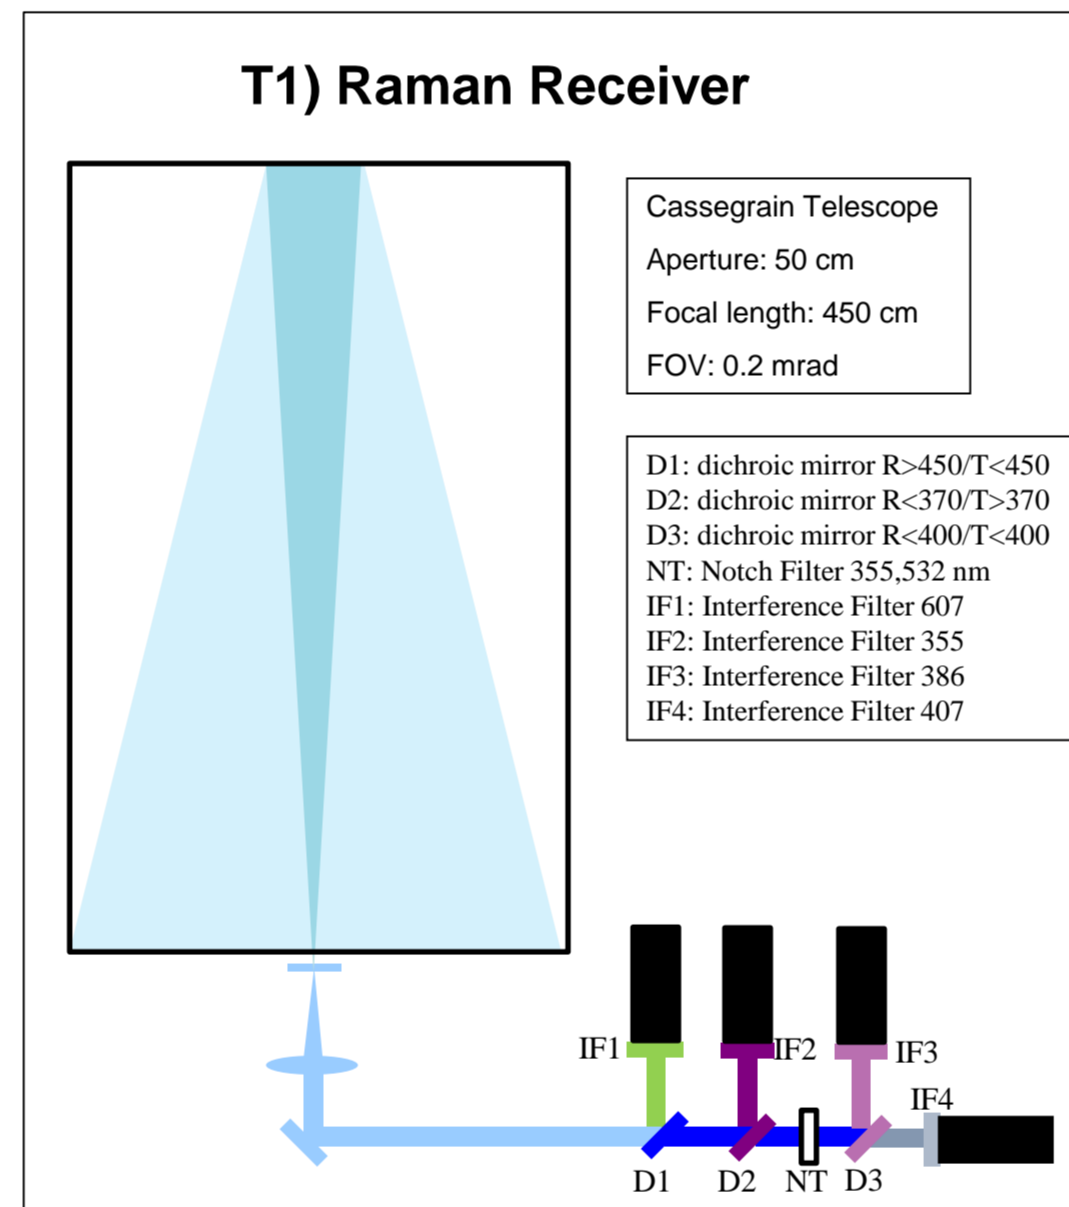 T1) Raman Receiver
Cassegrain Telescope
Aperture: 50 cm
Focal length: 450 cm
FOV: 0.2 mrad
D1: dichroic mirror R>450/T<450
D2: dichroic mirror R<370/T>370
D3: dichroic mirror R<400/T<400
NT: Notch Filter 355,532 nm
IF1: Interference Filter 607
IF2: Interference Filter 355
IF3: Interference Filter 386
IF4: Interference Filter 407
IF1 IF2 IF3
IF4
D1 D2 NT D3